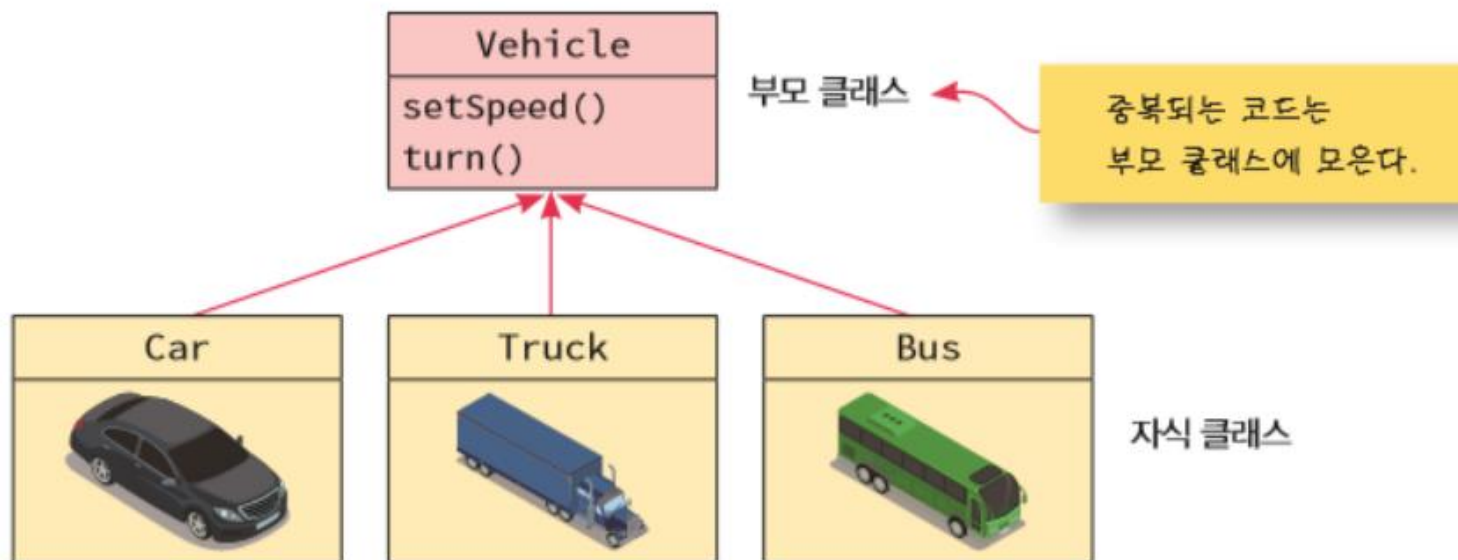 Vehicle
setSpeed()
turn()
부모 클래스
중복되는 코드는
부모 클래스에 모은다.
Car
Truck
Bus
자식 클래스